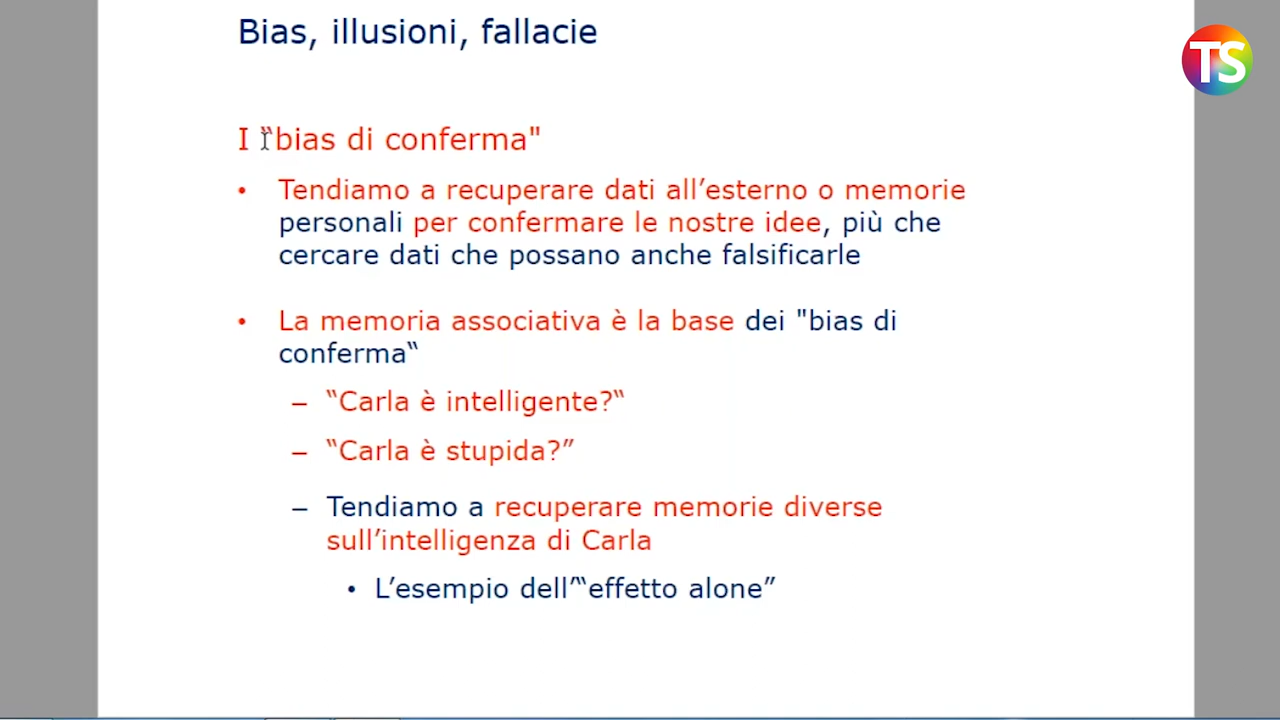 Bias, illusioni, fallacie
TS
I “bias di conferma"
• Tendiamo a recuperare dati all’esterno o memorie
personali per confermare le nostre idee, più che
cercare dati che possano anche falsificarle
• La memoria associativa è la base dei "bias di
conferma“
– “Carla è intelligente?“
– “Carla è stupida?”
– Tendiamo a recuperare memorie diverse
sull’intelligenza di Carla
• L’esempio dell’“effetto alone”